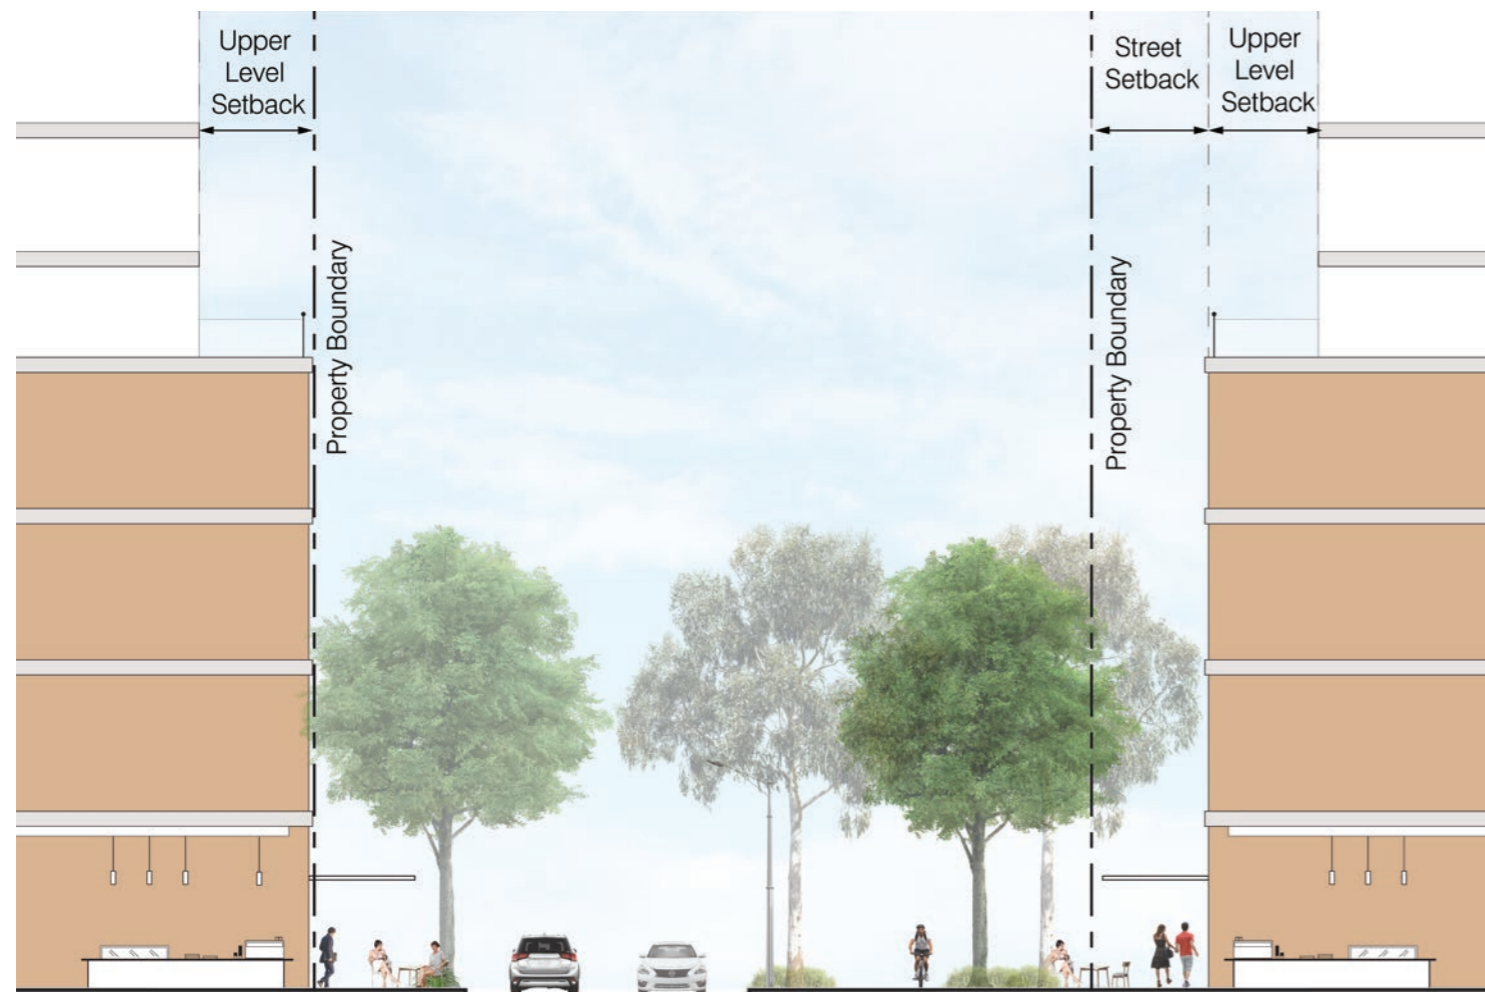 Upper
Level
Setback
Street
Setback
Upper
Level
Setback
Property Boundary
Property Boundary